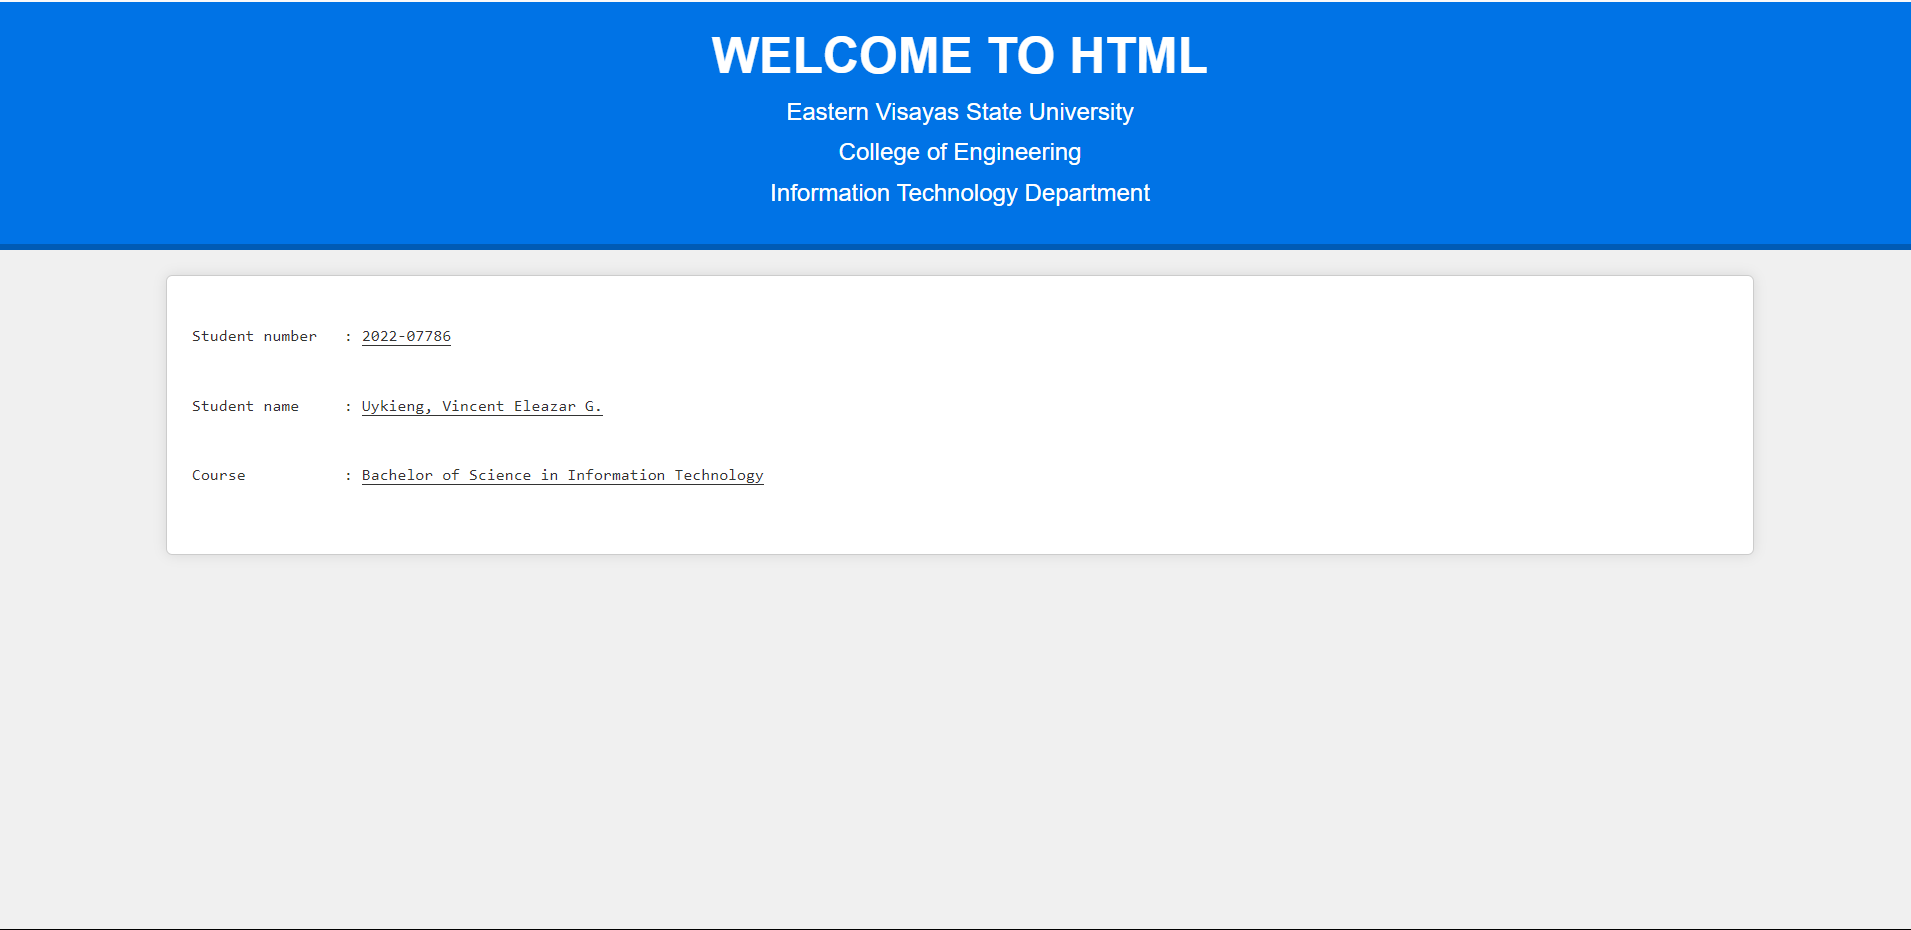 WELCOME TO HTML
Eastern Visayas State University
College of Engineering
Information Technology Department
Student number : 2022-07786
Student name : Uykieng, Vincent Eleazar G.
Course : Bachelor of Science in Information Technology